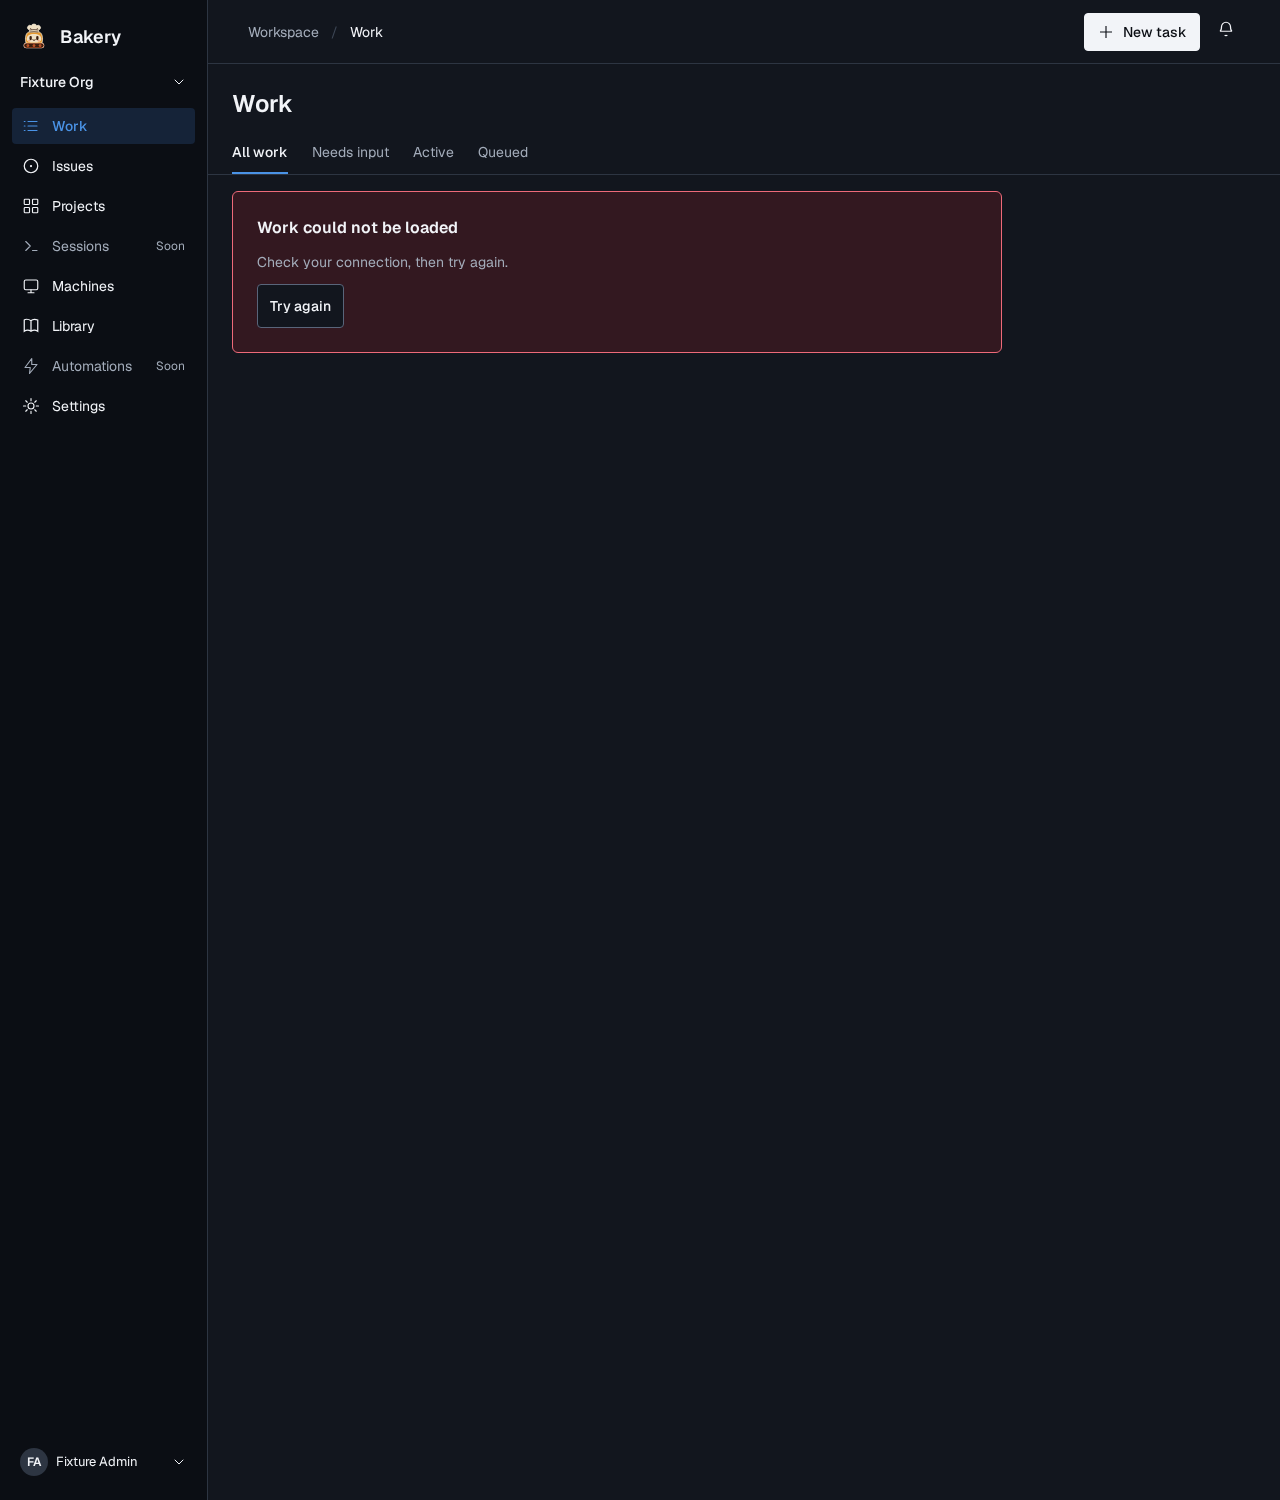 Bakery
Fixture Org
Work
Issues
Projects
Sessions Soon
Machines
Library
Automations Soon
Settings
FA Fixture Admin
Workspace / Work
New task
Work
All work Needs input Active Queued
Work could not be loaded
Check your connection, then try again.
Try again